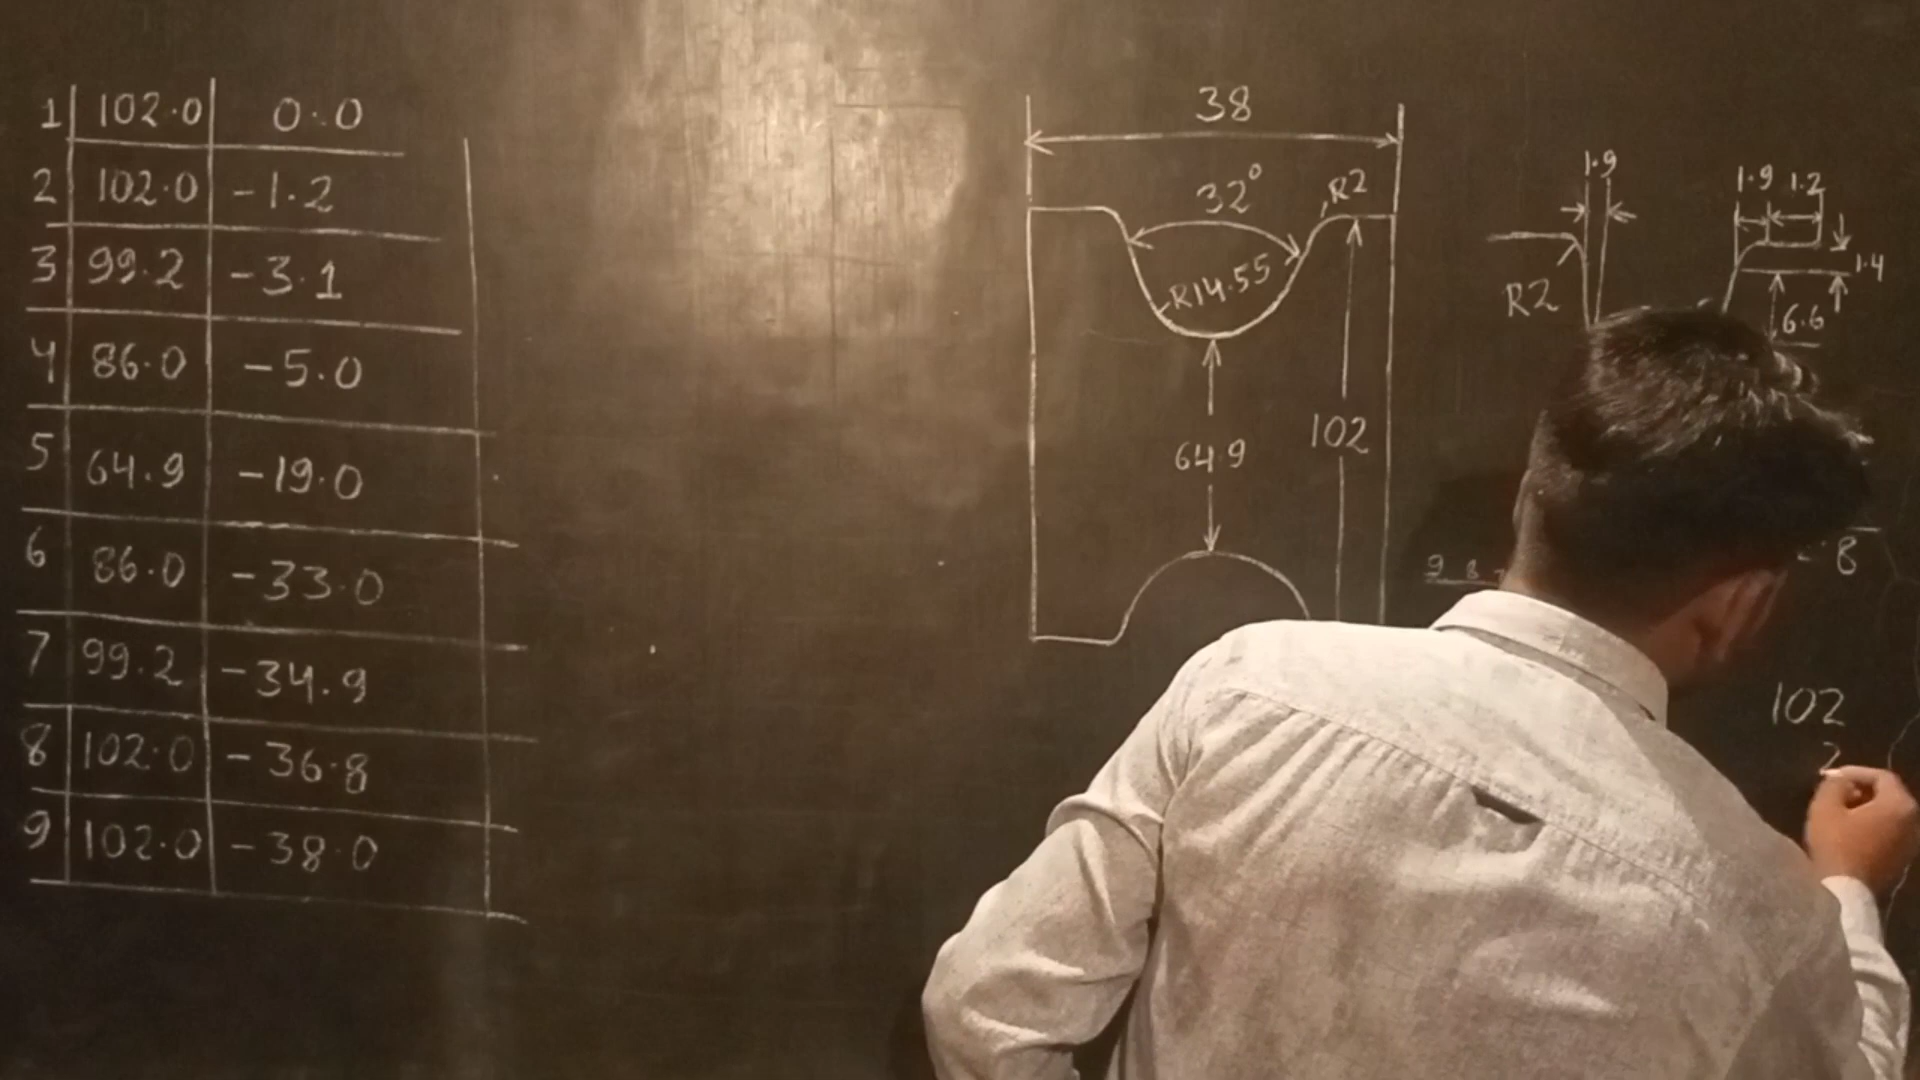 1 102.0 0.0
2 102.0 -1.2
3 99.2 -3.1
4 86.0 -5.0
5 64.9 -19.0
6 86.0 -33.0
7 99.2 -34.9
8 102.0 -36.8
9 102.0 -38.0
38
32°
R2
R14.55
64.9
102
1.9
R2
1.9 1.2
1.4
6.6
9 8
8
102
2